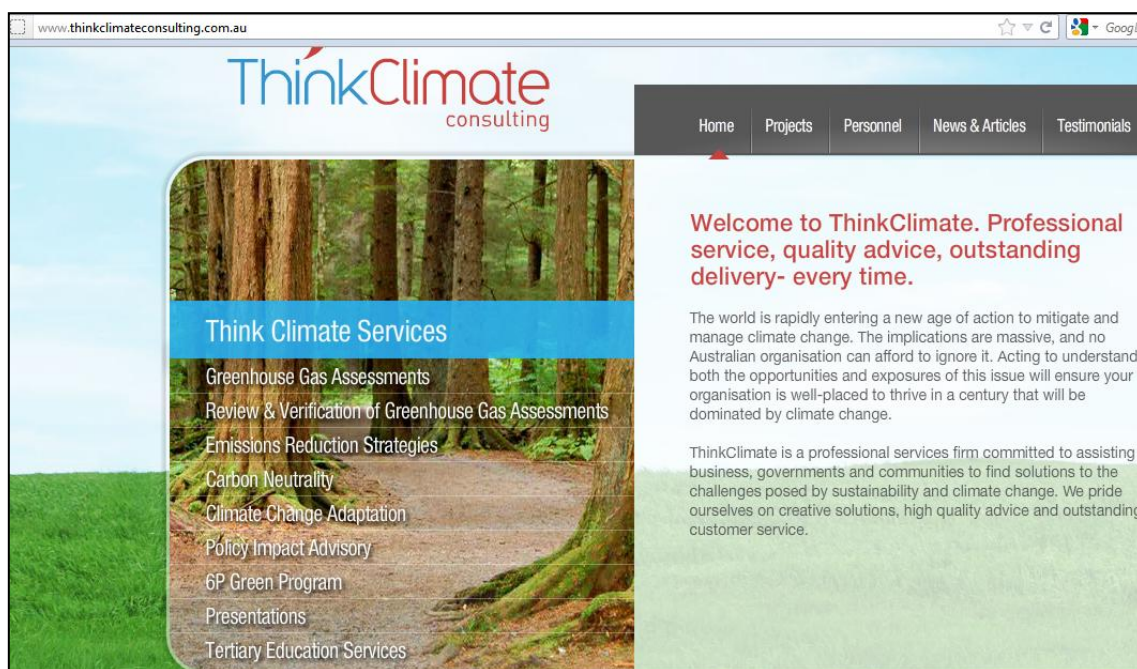 www.thinkclimateconsulting.com.au
ThinkClimate
consulting
Home Projects Personnel News & Articles Testimonials
Think Climate Services
Greenhouse Gas Assessments
Review & Verification of Greenhouse Gas Assessments
Emissions Reduction Strategies
Carbon Neutrality
Climate Change Adaptation
Policy Impact Advisory
6P Green Program
Presentations
Tertiary Education Services
Welcome to ThinkClimate. Professional
service, quality advice, outstanding
delivery- every time.
The world is rapidly entering a new age of action to mitigate and
manage climate change. The implications are massive, and no
Australian organisation can afford to ignore it. Acting to understand
both the opportunities and exposures of this issue will ensure your
organisation is well-placed to thrive in a century that will be
dominated by climate change.
ThinkClimate is a professional services firm committed to assisting
business, governments and communities to find solutions to the
challenges posed by sustainability and climate change. We pride
ourselves on creative solutions, high quality advice and outstanding
customer service.